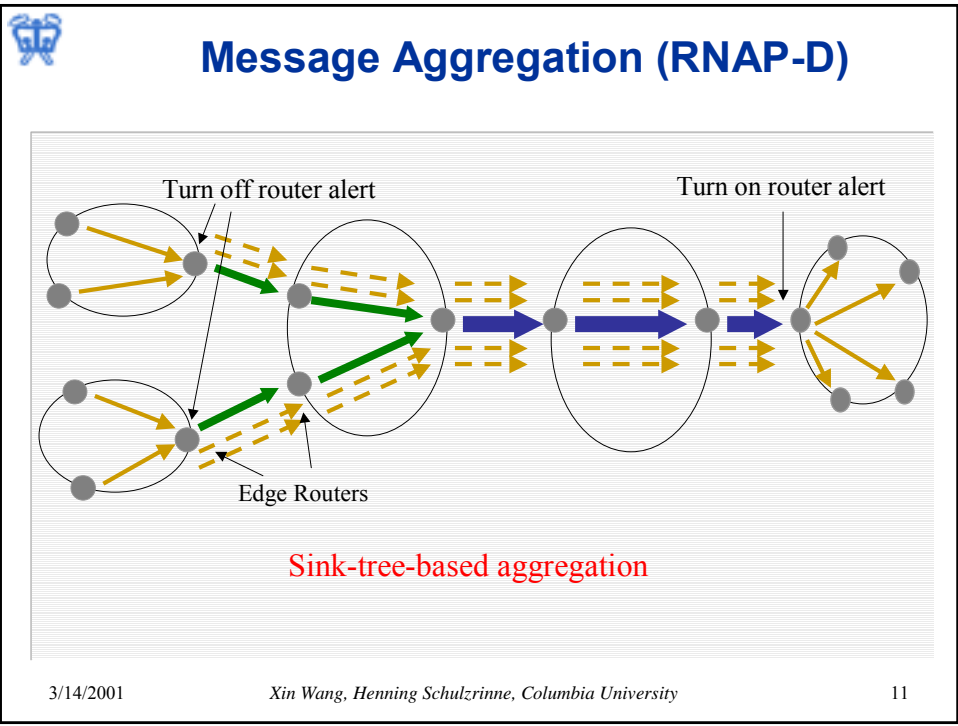 Message Aggregation (RNAP-D)
Turn off router alert
Turn on router alert
Edge Routers
Sink-tree-based aggregation
3/14/2001
Xin Wang, Henning Schulzrinne, Columbia University
11